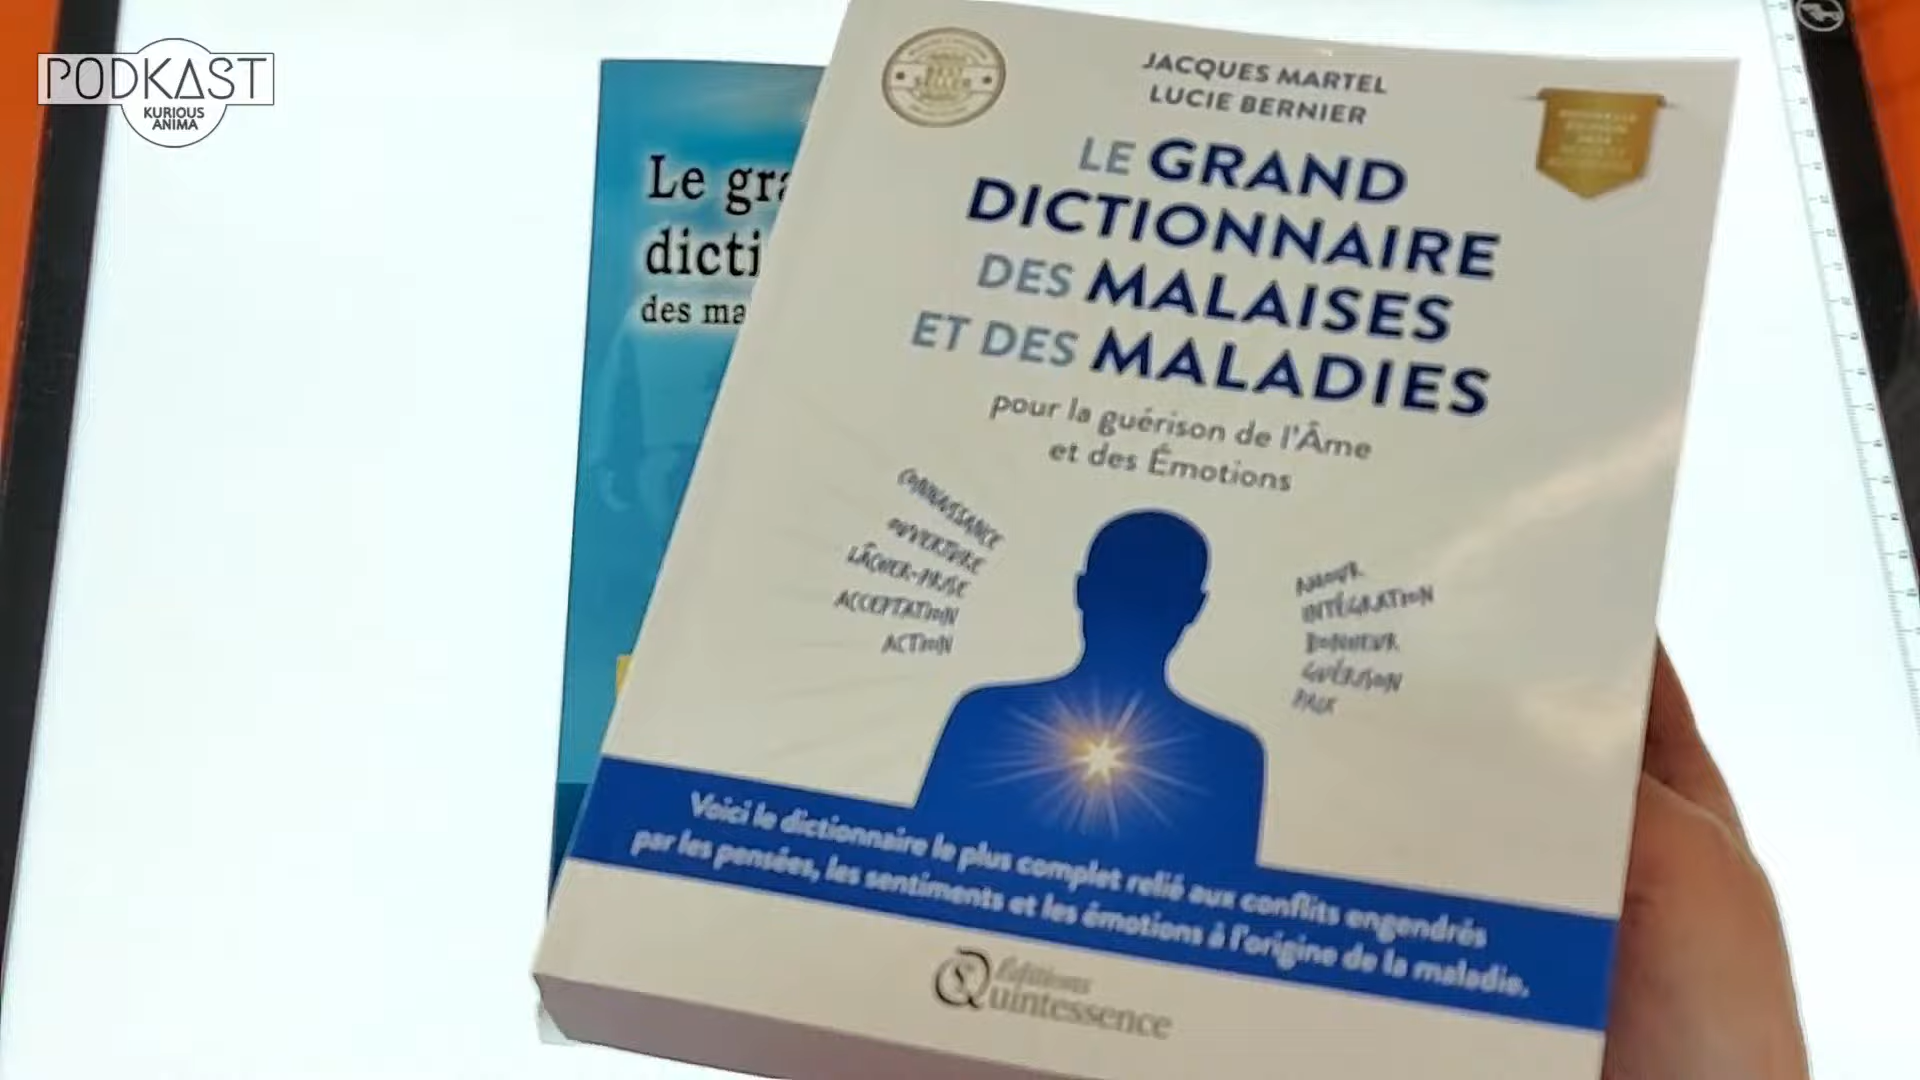 PODKAST
KURIOUS
ANIMA
Le gra
dicti
des ma
JACQUES MARTEL
LUCIE BERNIER
LE GRAND
DICTIONNAIRE
DES MALAISES
ET DES MALADIES
pour la guérison de l'Âme
et des Émotions
CONNAISSANCE
OUVERTURE
LÂCHER-PRISE
ACCEPTATION
ACTION
AMOUR
INTÉGRATION
BONHEUR
GUÉRISON
PAIX
Voici le dictionnaire le plus complet relié aux conflits engendrés
par les pensées, les sentiments et les émotions à l'origine de la maladie.
Éditions
Quintessence